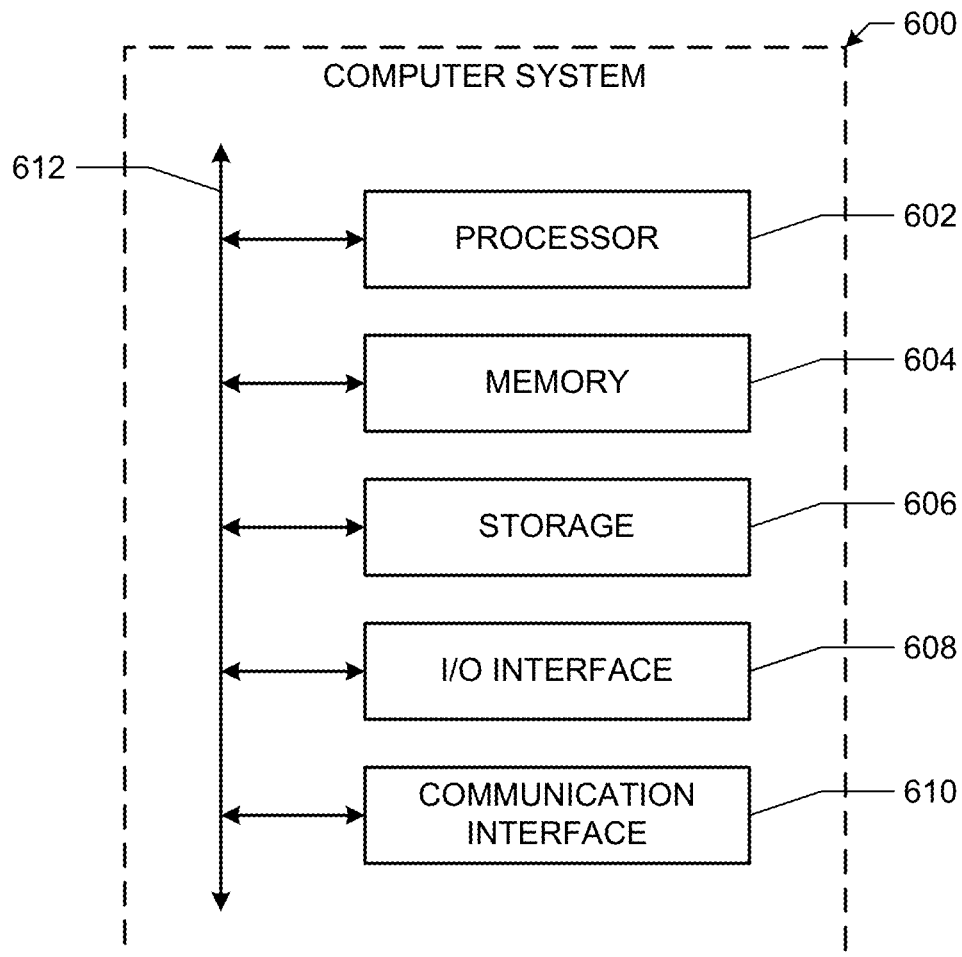 600
COMPUTER SYSTEM
612
PROCESSOR
602
MEMORY
604
STORAGE
606
I/O INTERFACE
608
COMMUNICATION
INTERFACE
610